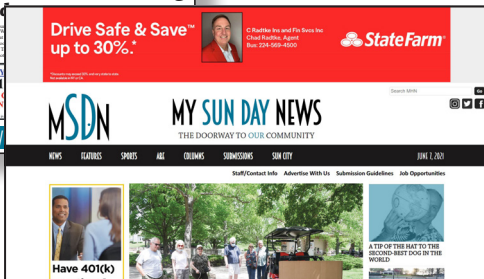 Drive Safe & Save™
up to 30%.*
C Radtke Ins and Fin Svcs Inc
Chad Radtke, Agent
Bus: 224-569-4500
StateFarm®
Search MYSN
Go
MSDN
MY SUN DAY NEWS
THE DOORWAY TO OUR COMMUNITY
NEWS FEATURES SPORTS A&E COLUMNS SUBMISSIONS SUN CITY JUNE 7, 2021
Staff/Contact Info Advertise With Us Submission Guidelines Job Opportunities
Have 401(k)
A TIP OF THE HAT TO THE
SECOND-BEST DOG IN THE
WORLD